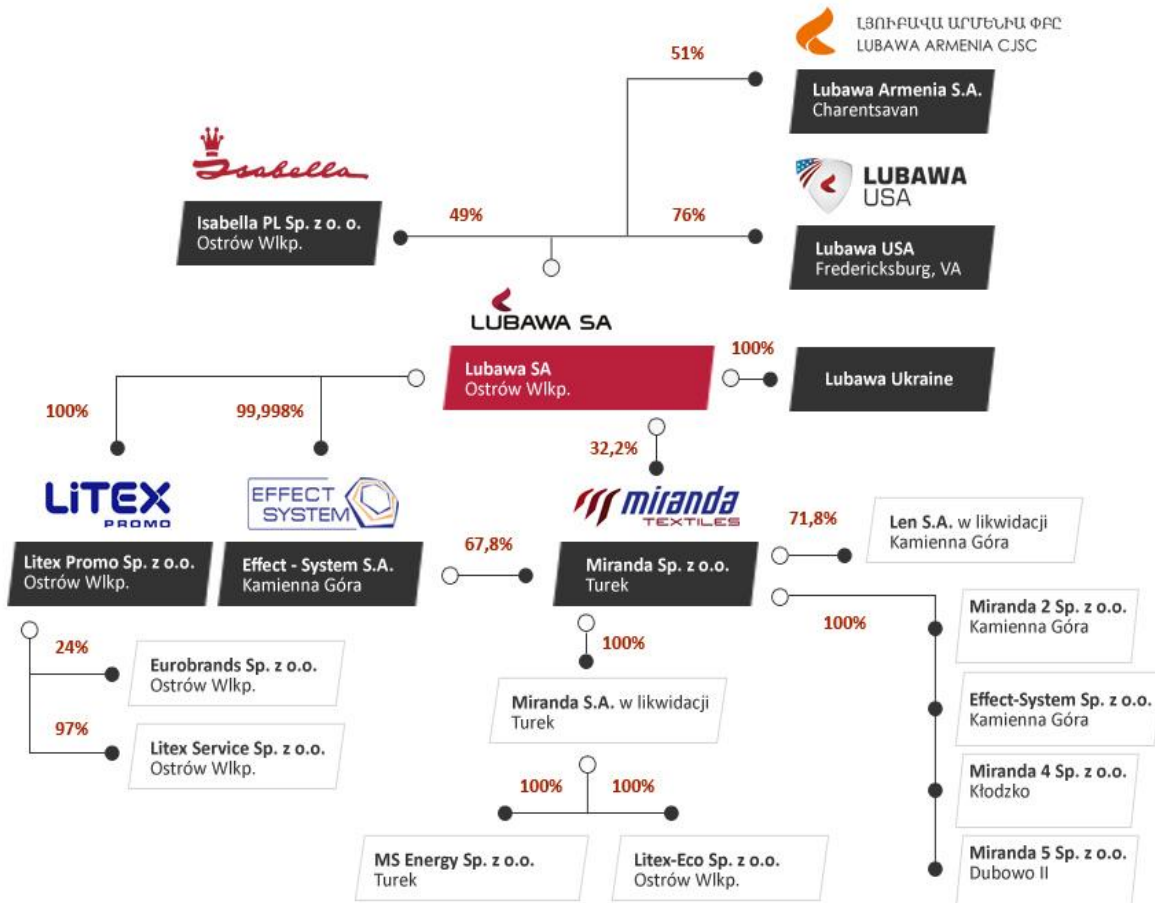 ԼՅՈՒԲԱՎԱ ԱՐՄԵՆԻԱ ՓԲԸ
LUBAWA ARMENIA CJSC
51%
Lubawa Armenia S.A.
Charentsavan
Isabella
LUBAWA
USA
Isabella PL Sp. z o. o.
Ostrów Wlkp.
49%
76%
Lubawa USA
Fredericksburg, VA
LUBAWA SA
Lubawa SA
Ostrów Wlkp.
100%
Lubawa Ukraine
100%
99,998%
32,2%
LiTEX
PROMO
EFFECT
SYSTEM
miranda
TEXTILES
Litex Promo Sp. z o.o.
Ostrów Wlkp.
Effect - System S.A.
Kamienna Góra
67,8%
Miranda Sp. z o.o.
Turek
71,8%
Len S.A. w likwidacji
Kamienna Góra
24%
Eurobrands Sp. z o.o.
Ostrów Wlkp.
97%
Litex Service Sp. z o.o.
Ostrów Wlkp.
100%
Miranda S.A. w likwidacji
Turek
100%
100%
MS Energy Sp. z o.o.
Turek
Litex-Eco Sp. z o.o.
Ostrów Wlkp.
100%
Miranda 2 Sp. z o.o.
Kamienna Góra
Effect-System Sp. z o.o.
Kamienna Góra
Miranda 4 Sp. z o.o.
Kłodzko
Miranda 5 Sp. z o.o.
Dubowo II